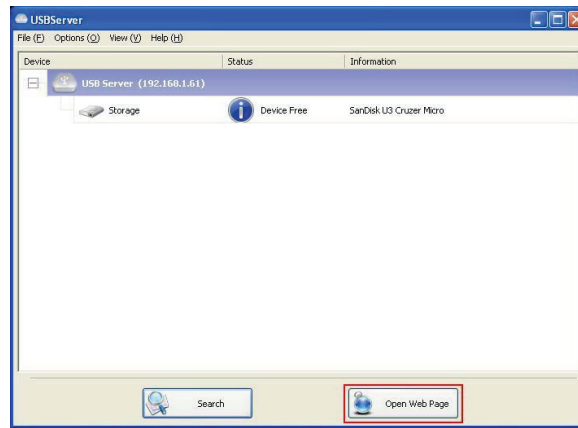 USBServer
File (F) Options (O) View (V) Help (H)
Device Status Information
USB Server (192.168.1.61)
Storage Device Free SanDisk U3 Cruzer Micro
Search Open Web Page